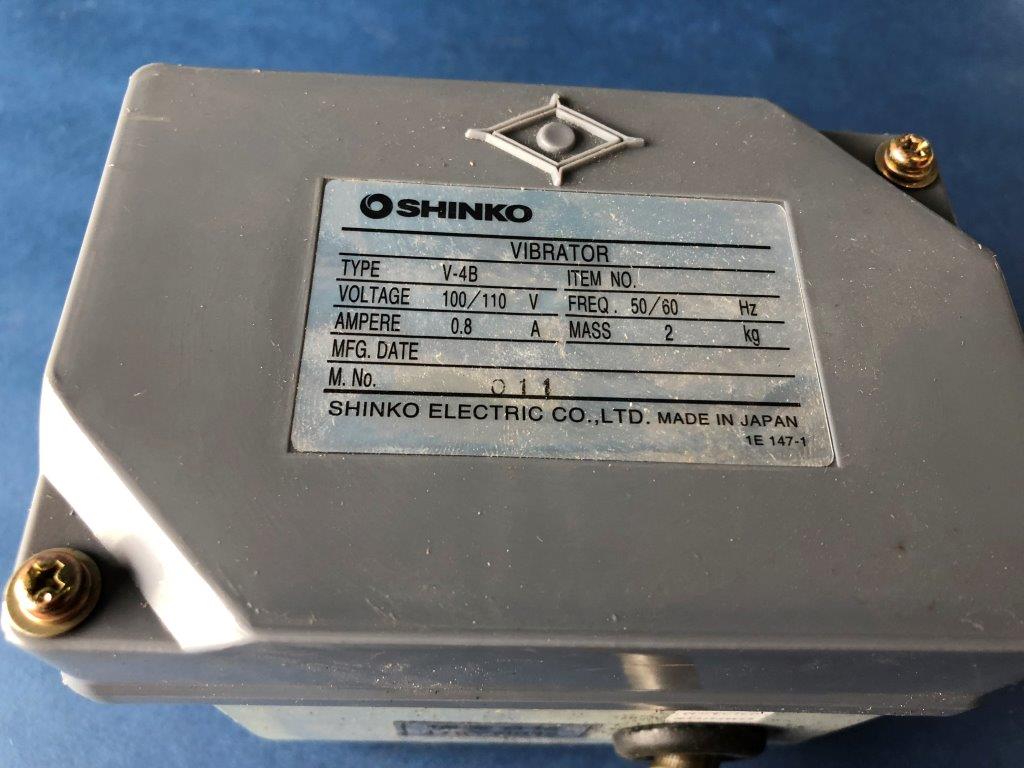 SHINKO
VIBRATOR
TYPE V-4B ITEM NO.
VOLTAGE 100/110 V FREQ. 50/60 Hz
AMPERE 0.8 A MASS 2 kg
MFG. DATE
M. No. 011
SHINKO ELECTRIC CO.,LTD. MADE IN JAPAN
1E 147-1